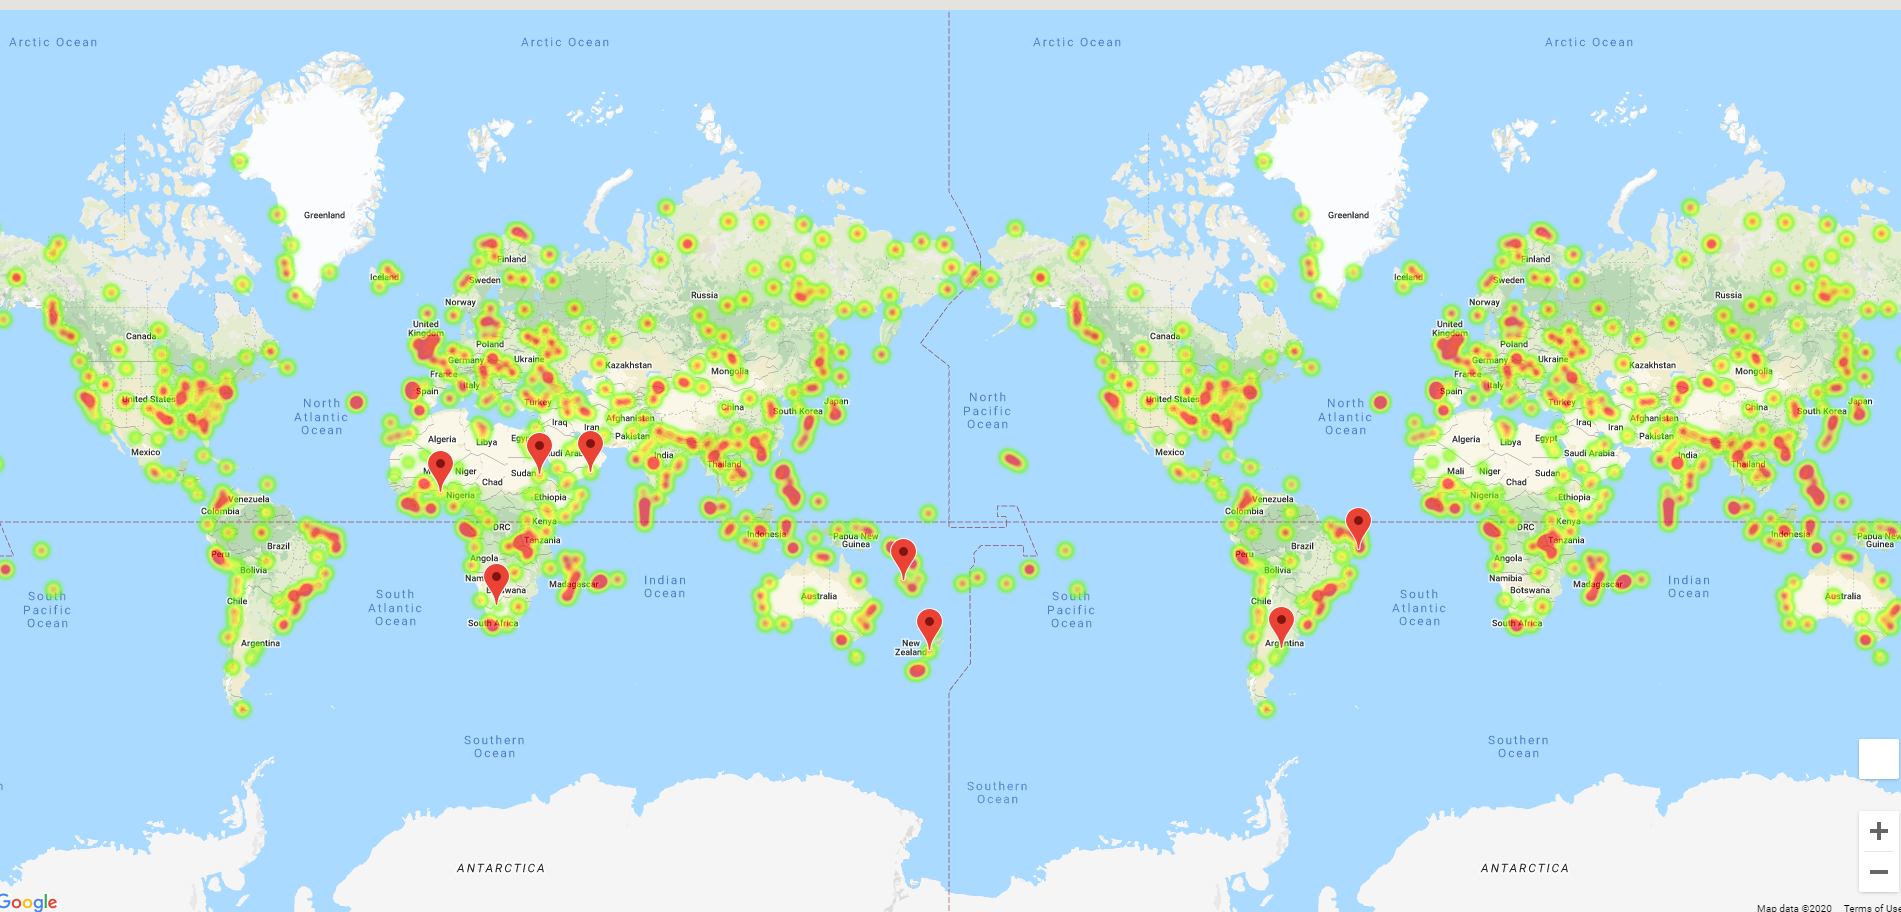 Arctic Ocean
Arctic Ocean
Arctic Ocean
Arctic Ocean
Greenland
Greenland
Iceland
Finland
Sweden
Norway
Russia
United
Kingdom
Canada
Poland
Germany
Ukraine
France
Kazakhstan
Mongolia
Italy
Spain
United States
Turkey
China
South Korea
Japan
North
Atlantic
Ocean
Afghanistan
Iraq
Iran
Pakistan
Algeria
Libya
Mexico
India
Niger
Sudan
Chad
Thailand
Nigeria
Ethiopia
Venezuela
Colombia
DRC
Kenya
Tanzania
Indonesia
Papua New
Guinea
Brazil
Peru
Angola
Bolivia
Madagascar
Indian
Ocean
South
Pacific
Ocean
South
Atlantic
Ocean
Chile
Australia
South Africa
Argentina
New
Zealand
North
Pacific
Ocean
South
Pacific
Ocean
Iceland
Finland
Sweden
Norway
Russia
United
Kingdom
Canada
Poland
Germany
Ukraine
France
Kazakhstan
Mongolia
Italy
Spain
United States
Turkey
China
South Korea
Japan
North
Atlantic
Ocean
Afghanistan
Iraq
Iran
Pakistan
Algeria
Libya
Egypt
Saudi Arabia
Mexico
India
Mali
Niger
Sudan
Chad
Thailand
Nigeria
Ethiopia
Venezuela
Colombia
DRC
Kenya
Tanzania
Indonesia
Papua New
Guinea
Brazil
Peru
Angola
Bolivia
Namibia
Botswana
Madagascar
Indian
Ocean
South
Atlantic
Ocean
Chile
Australia
South Africa
Argentina
Southern
Ocean
Southern
Ocean
Southern
Ocean
ANTARCTICA
ANTARCTICA
Google
Map data ©2020
Terms of Use